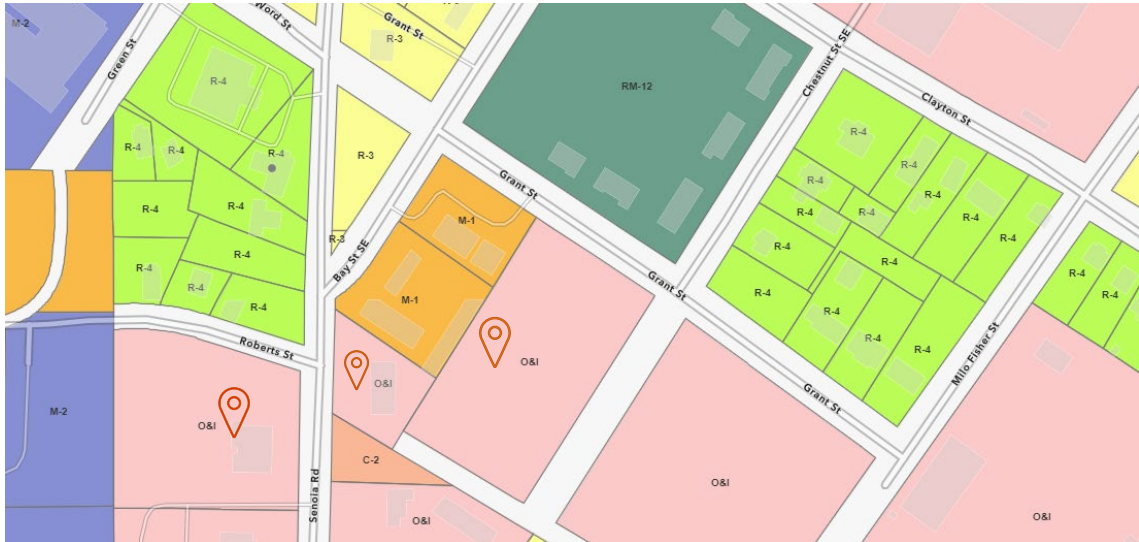 M-2
Word St
Grant St
R-3
Green St
R-4
RM-12
Chestnut St SE
Clayton St
R-4
R-3
R-4
R-4
R-4
R-4
R-4
R-4
R-4
R-4
R-4
R-4
Grant St
M-1
R-4
R-4
R-4
R-4
R-4
R-4
R-4
R-3
Bay St SE
R-4
R-4
R-4
R-4
R-4
R-4
Grant St
M-1
R-4
R-4
R-4
R-4
R-4
Roberts St
Milo Fisher St
O&I
O&I
Grant St
M-2
O&I
C-2
Senoia Rd
O&I
O&I
O&I